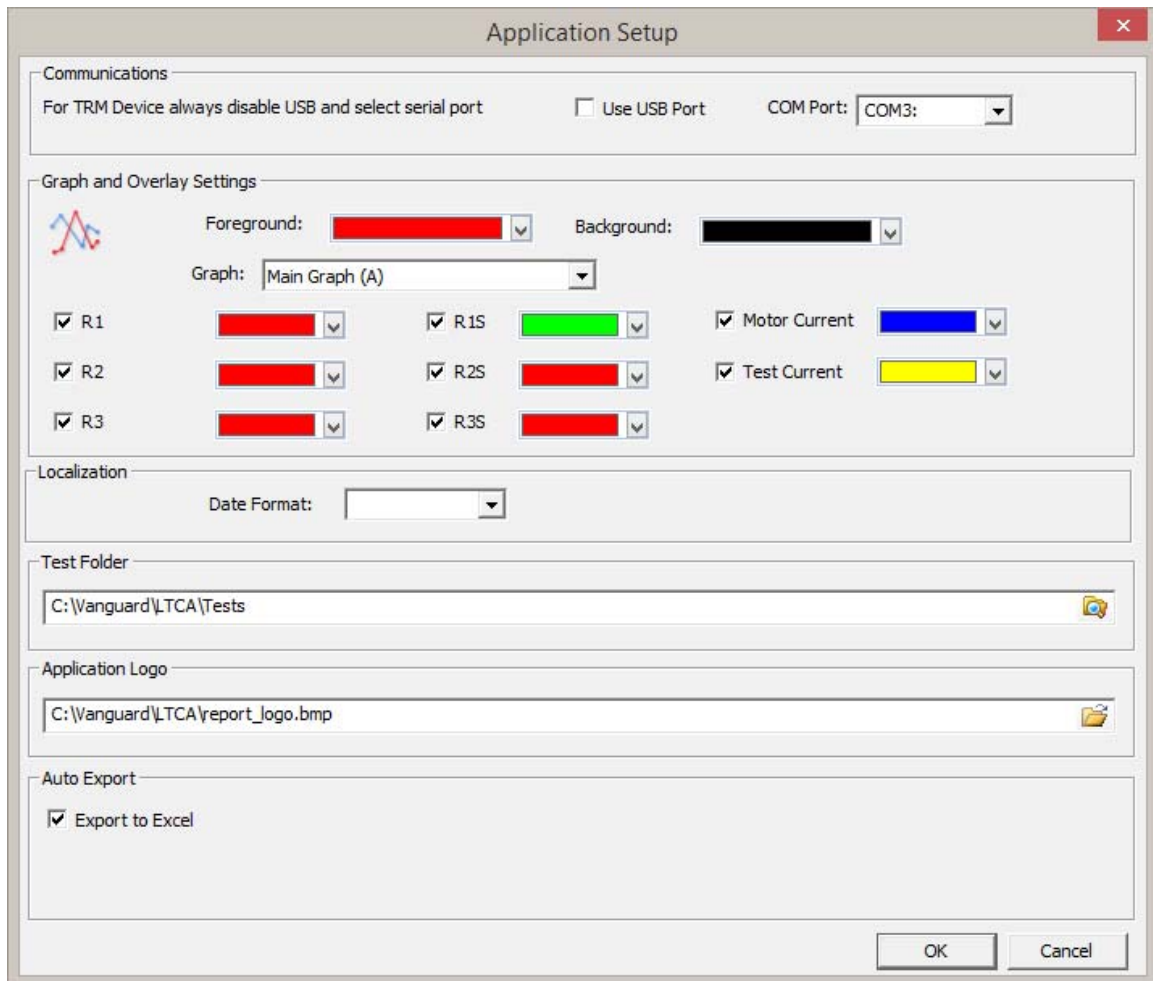 Application Setup
Communications
For TRM Device always disable USB and select serial port Use USB Port COM Port: COM3:
Graph and Overlay Settings
Foreground: Background:
Graph: Main Graph (A)
R1 R1S Motor Current
R2 R2S Test Current
R3 R3S
Localization
Date Format:
Test Folder
C:\Vanguard\LTCA\Tests
Application Logo
C:\Vanguard\LTCA\report_logo.bmp
Auto Export
Export to Excel
OK Cancel